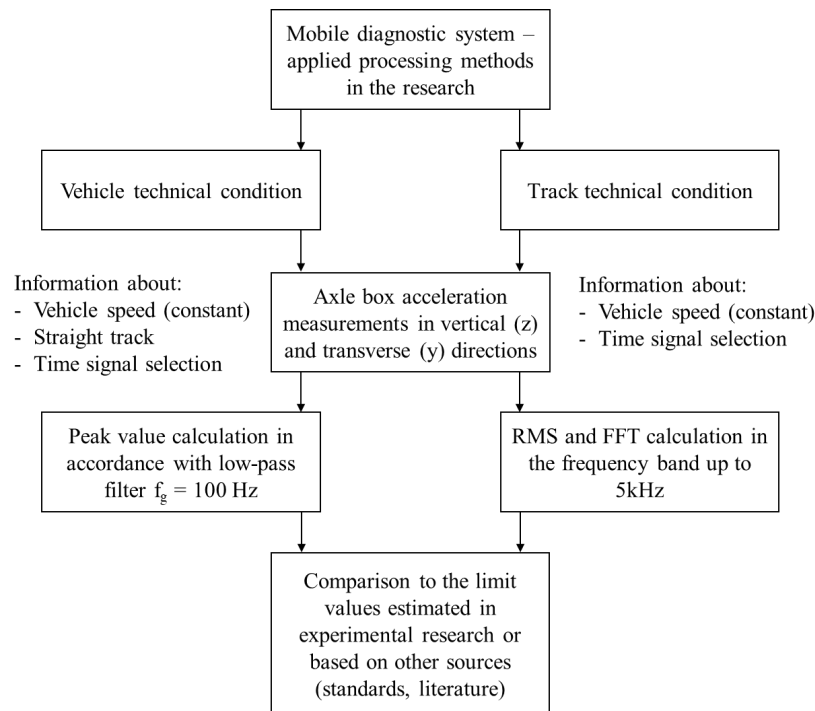 Mobile diagnostic system –
applied processing methods
in the research
Vehicle technical condition
Track technical condition
Information about:
- Vehicle speed (constant)
- Straight track
- Time signal selection
Axle box acceleration
measurements in vertical (z)
and transverse (y) directions
Information about:
- Vehicle speed (constant)
- Time signal selection
Peak value calculation in
accordance with low-pass
filter fg = 100 Hz
RMS and FFT calculation in
the frequency band up to
5kHz
Comparison to the limit
values estimated in
experimental research or
based on other sources
(standards, literature)